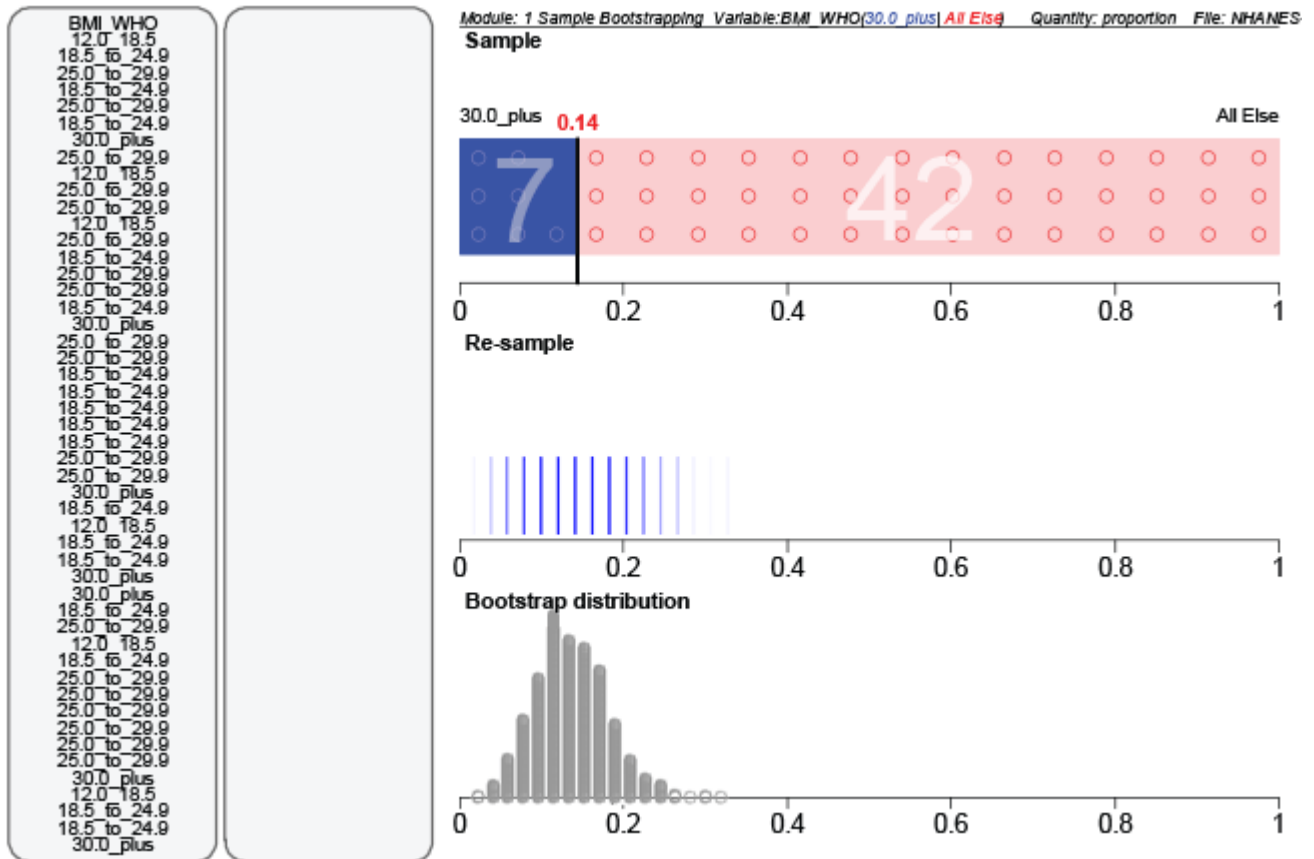 BMI_WHO
12.0_18.5
18.5_to_24.9
25.0_to_29.9
18.5_to_24.9
25.0_to_29.9
18.5_to_24.9
30.0_plus
25.0_to_29.9
12.0_18.5
25.0_to_29.9
25.0_to_29.9
12.0_18.5
25.0_to_29.9
18.5_to_24.9
25.0_to_29.9
25.0_to_29.9
18.5_to_24.9
30.0_plus
25.0_to_29.9
25.0_to_29.9
18.5_to_24.9
18.5_to_24.9
18.5_to_24.9
18.5_to_24.9
18.5_to_24.9
25.0_to_29.9
25.0_to_29.9
30.0_plus
18.5_to_24.9
12.0_18.5
18.5_to_24.9
18.5_to_24.9
30.0_plus
30.0_plus
18.5_to_24.9
25.0_to_29.9
12.0_18.5
18.5_to_24.9
25.0_to_29.9
25.0_to_29.9
25.0_to_29.9
25.0_to_29.9
25.0_to_29.9
25.0_to_29.9
30.0_plus
12.0_18.5
18.5_to_24.9
18.5_to_24.9
30.0_plus
Module: 1 Sample Bootstrapping Variable:BMI_WHO(30.0_plus| All Else) Quantity: proportion File: NHANES-
Sample
30.0_plus 0.14 All Else
7 42
0 0.2 0.4 0.6 0.8 1
Re-sample
0 0.2 0.4 0.6 0.8 1
Bootstrap distribution
0 0.2 0.4 0.6 0.8 1